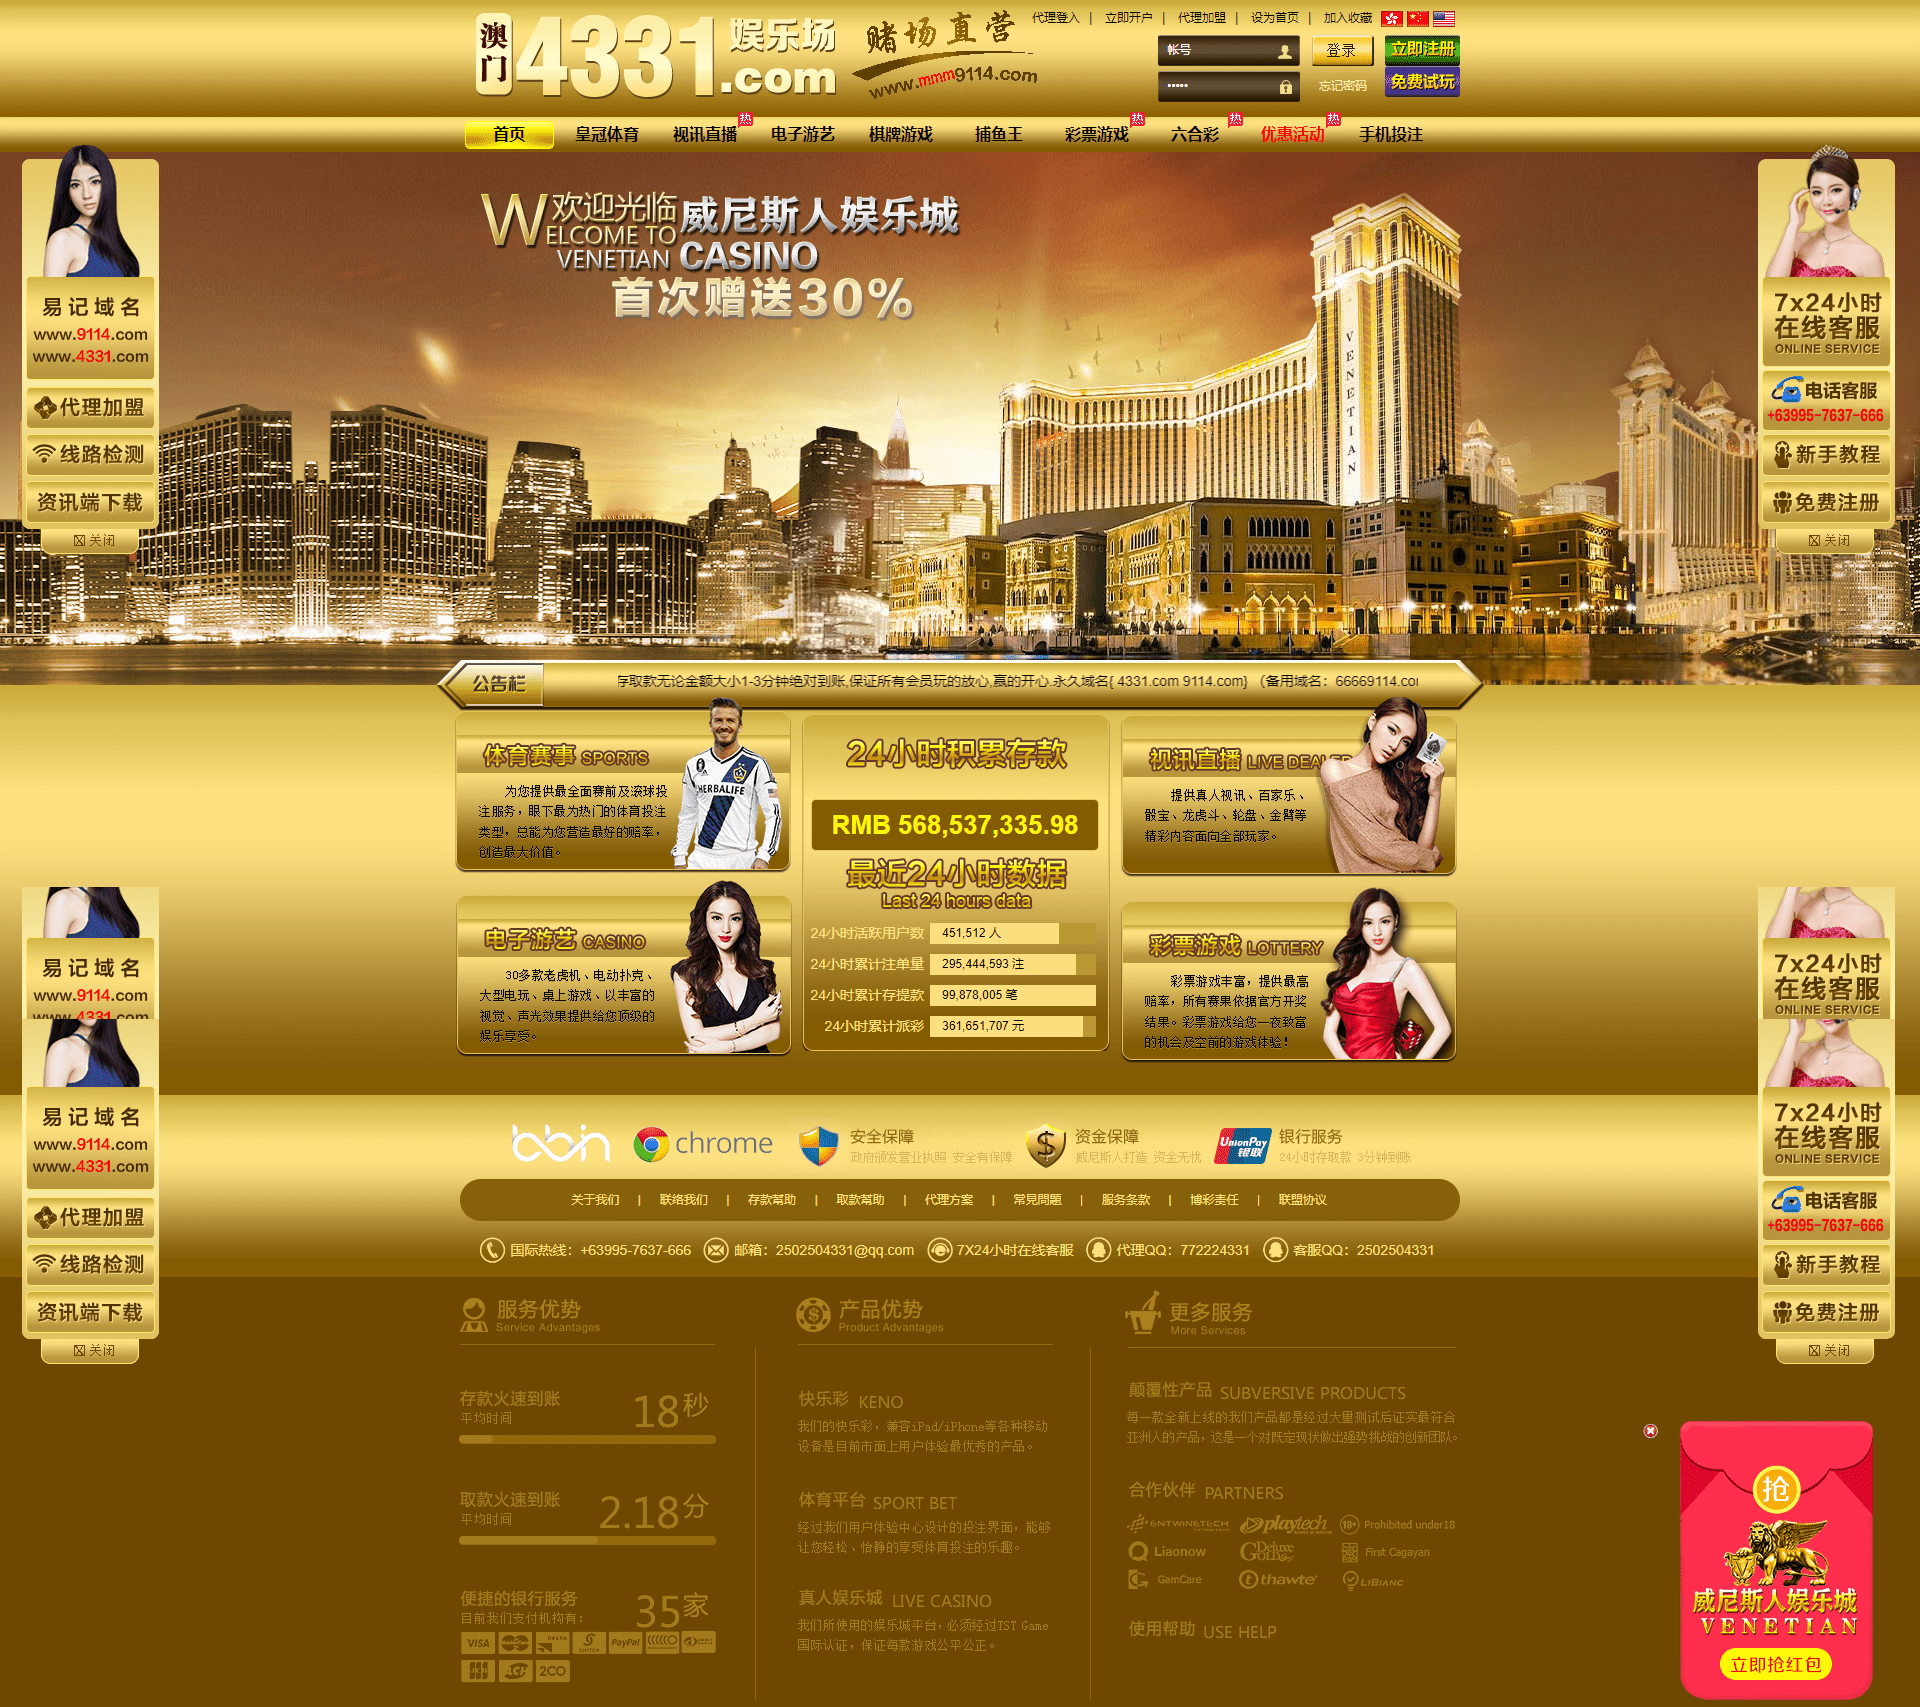 澳门 4331.com 娱乐场
赌场直营
www.mmm9114.com
代理登入 | 立即开户 | 代理加盟 | 设为首页 | 加入收藏
帐号
登录
立即注册
•••••
忘记密码
免费试玩
首页 皇冠体育 视讯直播 热 电子游艺 棋牌游戏 捕鱼王 彩票游戏 热 六合彩 热 优惠活动 热 手机投注
欢迎光临 威尼斯人娱乐城
WELCOME TO VENETIAN CASINO
首次赠送30%
VENETIAN
易记域名
www.9114.com
www.4331.com
代理加盟
线路检测
资讯端下载
关闭
7x24小时
在线客服
ONLINE SERVICE
电话客服
+63995-7637-666
新手教程
免费注册
关闭
公告栏
存取款无论金额大小1-3分钟绝对到账,保证所有会员玩的放心,赢的开心.永久域名{ 4331.com 9114.com} （备用域名：66669114.com
体育赛事 SPORTS
为您提供最全面赛前及滚球投
注服务，眼下最为热门的体育投注
类型，总能为您营造最好的赔率，
创造最大价值。
HERBALIFE
24小时积累存款
RMB 568,537,335.98
最近24小时数据
Last 24 hours data
24小时活跃用户数 451,512 人
24小时累计注单量 295,444,593 注
24小时累计存提款 99,878,005 笔
24小时累计派彩 361,651,707 元
视讯直播 LIVE DEALER
提供真人视讯、百家乐、
骰宝、龙虎斗、轮盘、金臂等
精彩内容面向全部玩家。
电子游艺 CASINO
30多款老虎机、电动扑克、
大型电玩、桌上游戏、以丰富的
视觉、声光效果提供给您顶级的
娱乐享受。
彩票游戏 LOTTERY
彩票游戏丰富，提供最高
赔率，所有赛果依据官方开奖
结果。彩票游戏给您一夜致富
的机会及空前的游戏体验！
易记域名
www.9114.com
www.4331.com
7x24小时
在线客服
ONLINE SERVICE
易记域名
www.9114.com
www.4331.com
代理加盟
线路检测
资讯端下载
关闭
7x24小时
在线客服
ONLINE SERVICE
电话客服
+63995-7637-666
新手教程
免费注册
关闭
bbin
chrome
安全保障
政府颁发营业执照 安全有保障
资金保障
威尼斯人打造 资金无忧
UnionPay
银联
银行服务
24小时存取款 3分钟到账
关于我们 | 联络我们 | 存款幫助 | 取款幫助 | 代理方案 | 常見問題 | 服务条款 | 博彩责任 | 联盟协议
国际热线：+63995-7637-666 邮箱：2502504331@qq.com 7X24小时在线客服 代理QQ：772224331 客服QQ：2502504331
服务优势
Service Advantages
存款火速到账
平均时间
18秒
取款火速到账
平均时间
2.18分
便捷的银行服务
目前我们支付机构有：
35家
VISA MasterCard DELTA SWITCH PayPal
JCB ACH 2CO
产品优势
Product Advantages
快乐彩 KENO
我们的快乐彩，兼容iPad/iPhone等各种移动
设备是目前市面上用户体验最优秀的产品。
体育平台 SPORT BET
经过我们用户体验中心设计的投注界面，能够
让您轻松、怡静的享受体育投注的乐趣。
真人娱乐城 LIVE CASINO
我们所使用的娱乐城平台，必须经过TST Game
国际认证，保证每款游戏公平公正。
更多服务
More Services
颠覆性产品 SUBVERSIVE PRODUCTS
每一款全新上线的我们产品都是经过大量测试后证实最符合
亚洲人的产品，这是一个对既定现状做出强势挑战的创新团队。
合作伙伴 PARTNERS
ENTWINETECH playtech 18+ Prohibited under18
Liaonow Deluxe GOLD First Cagayan
GamCare thawte LIBIANC
使用帮助 USE HELP
抢
威尼斯人娱乐城
VENETIAN
立即抢红包